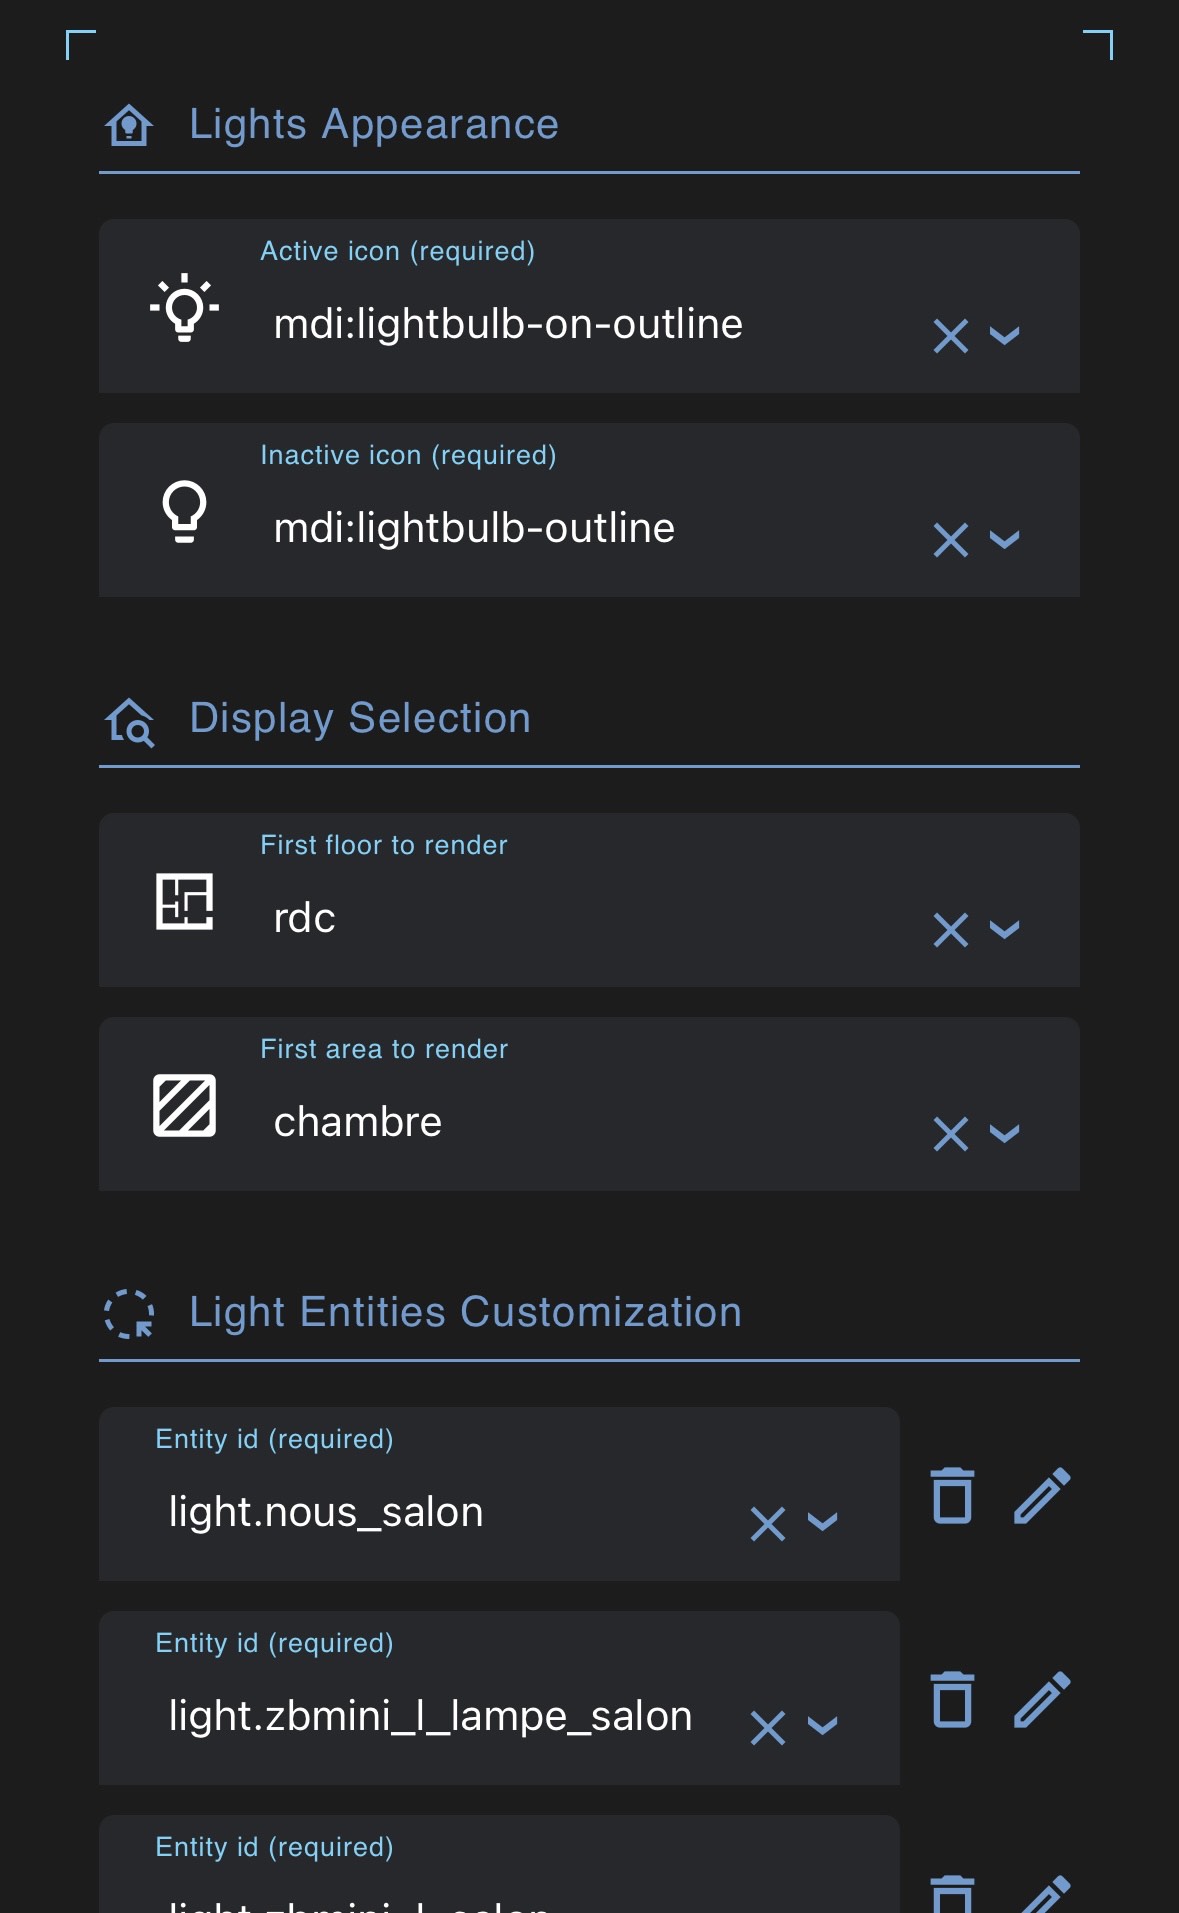 Lights Appearance
Active icon (required)
mdi:lightbulb-on-outline
Inactive icon (required)
mdi:lightbulb-outline
Display Selection
First floor to render
rdc
First area to render
chambre
Light Entities Customization
Entity id (required)
light.nous_salon
Entity id (required)
light.zbmini_l_lampe_salon
Entity id (required)
light.zbmini_l_salon